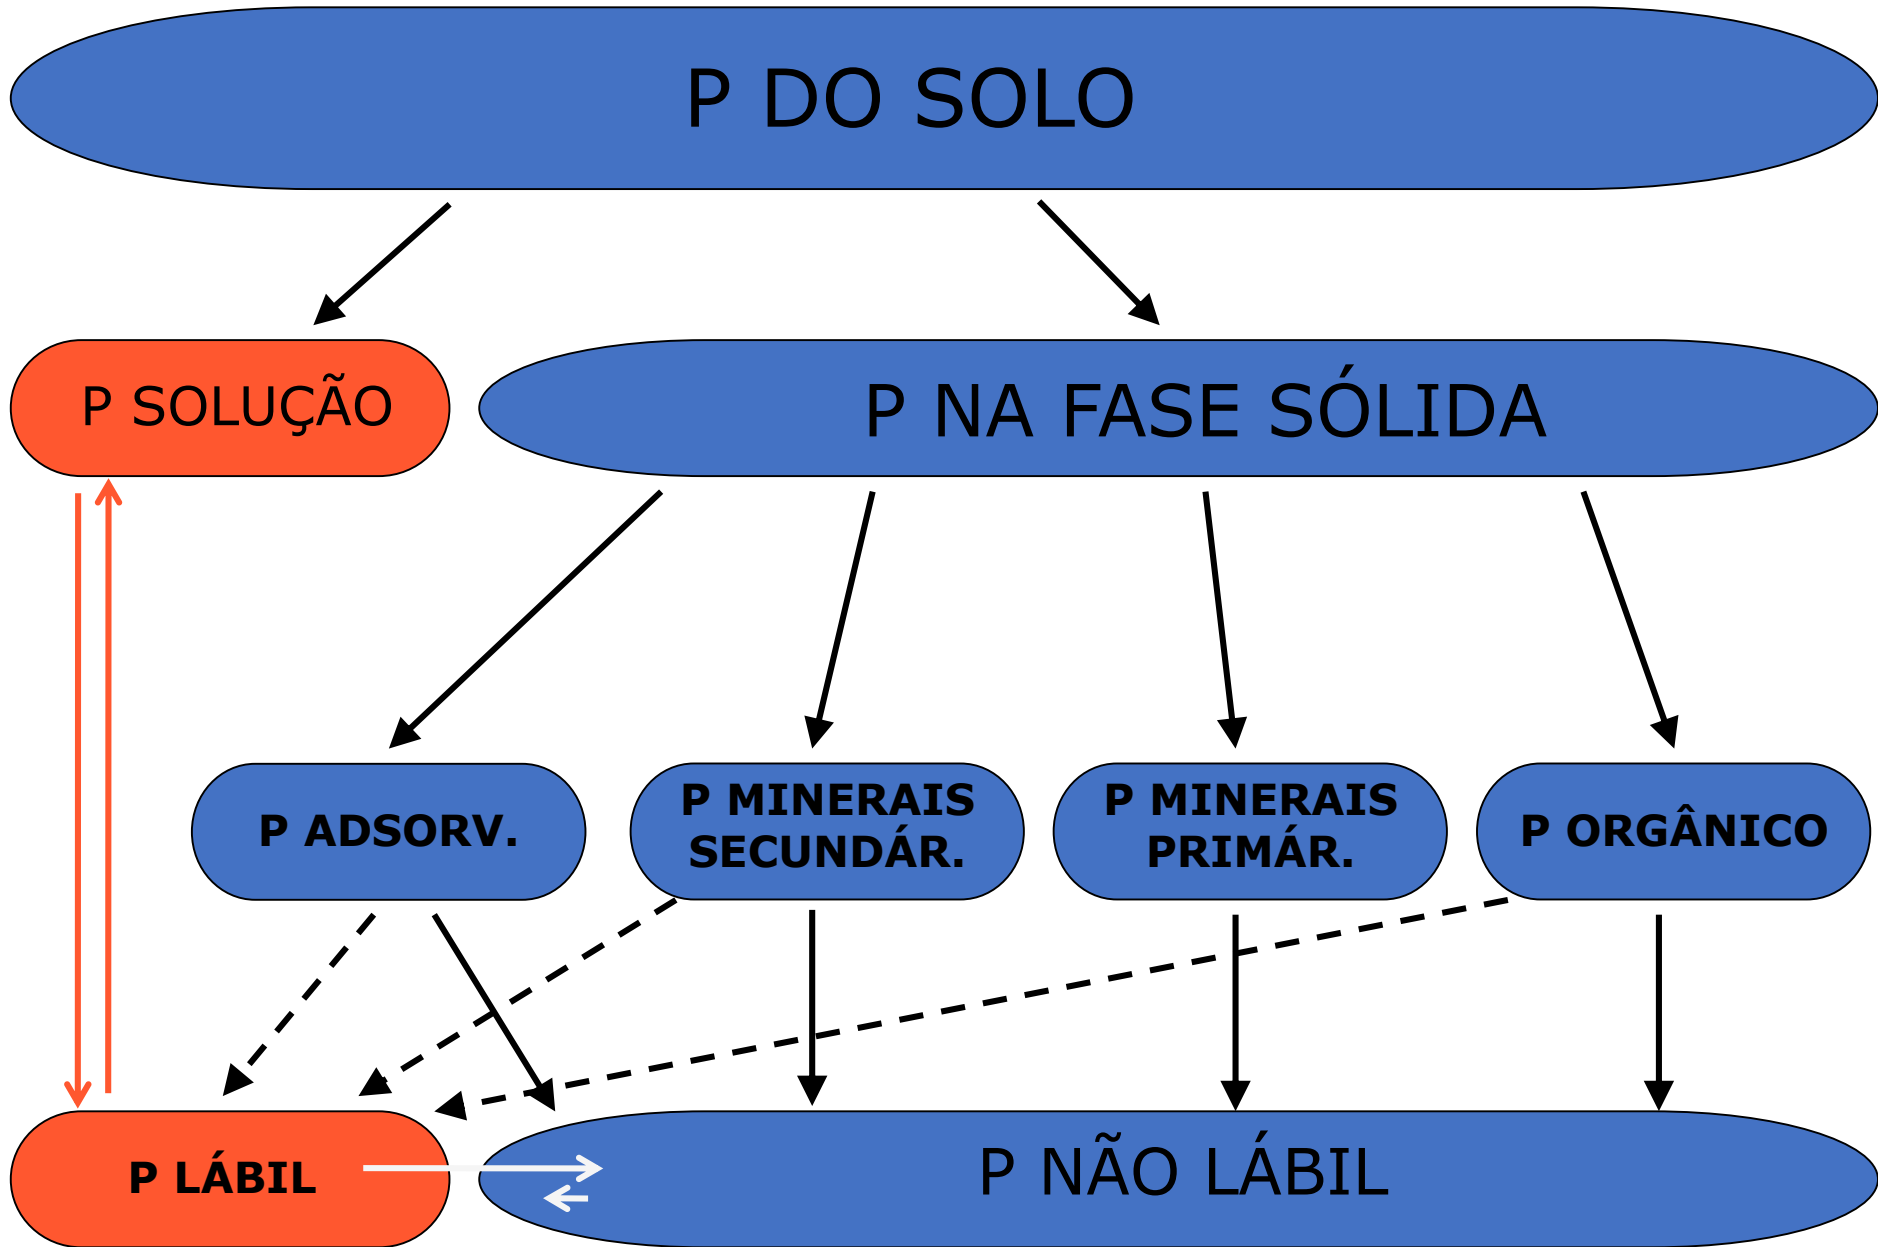 P DO SOLO
P SOLUÇÃO
P NA FASE SÓLIDA
P ADSORV.
P MINERAIS
SECUNDÁR.
P MINERAIS
PRIMÁR.
P ORGÂNICO
P LÁBIL
P NÃO LÁBIL